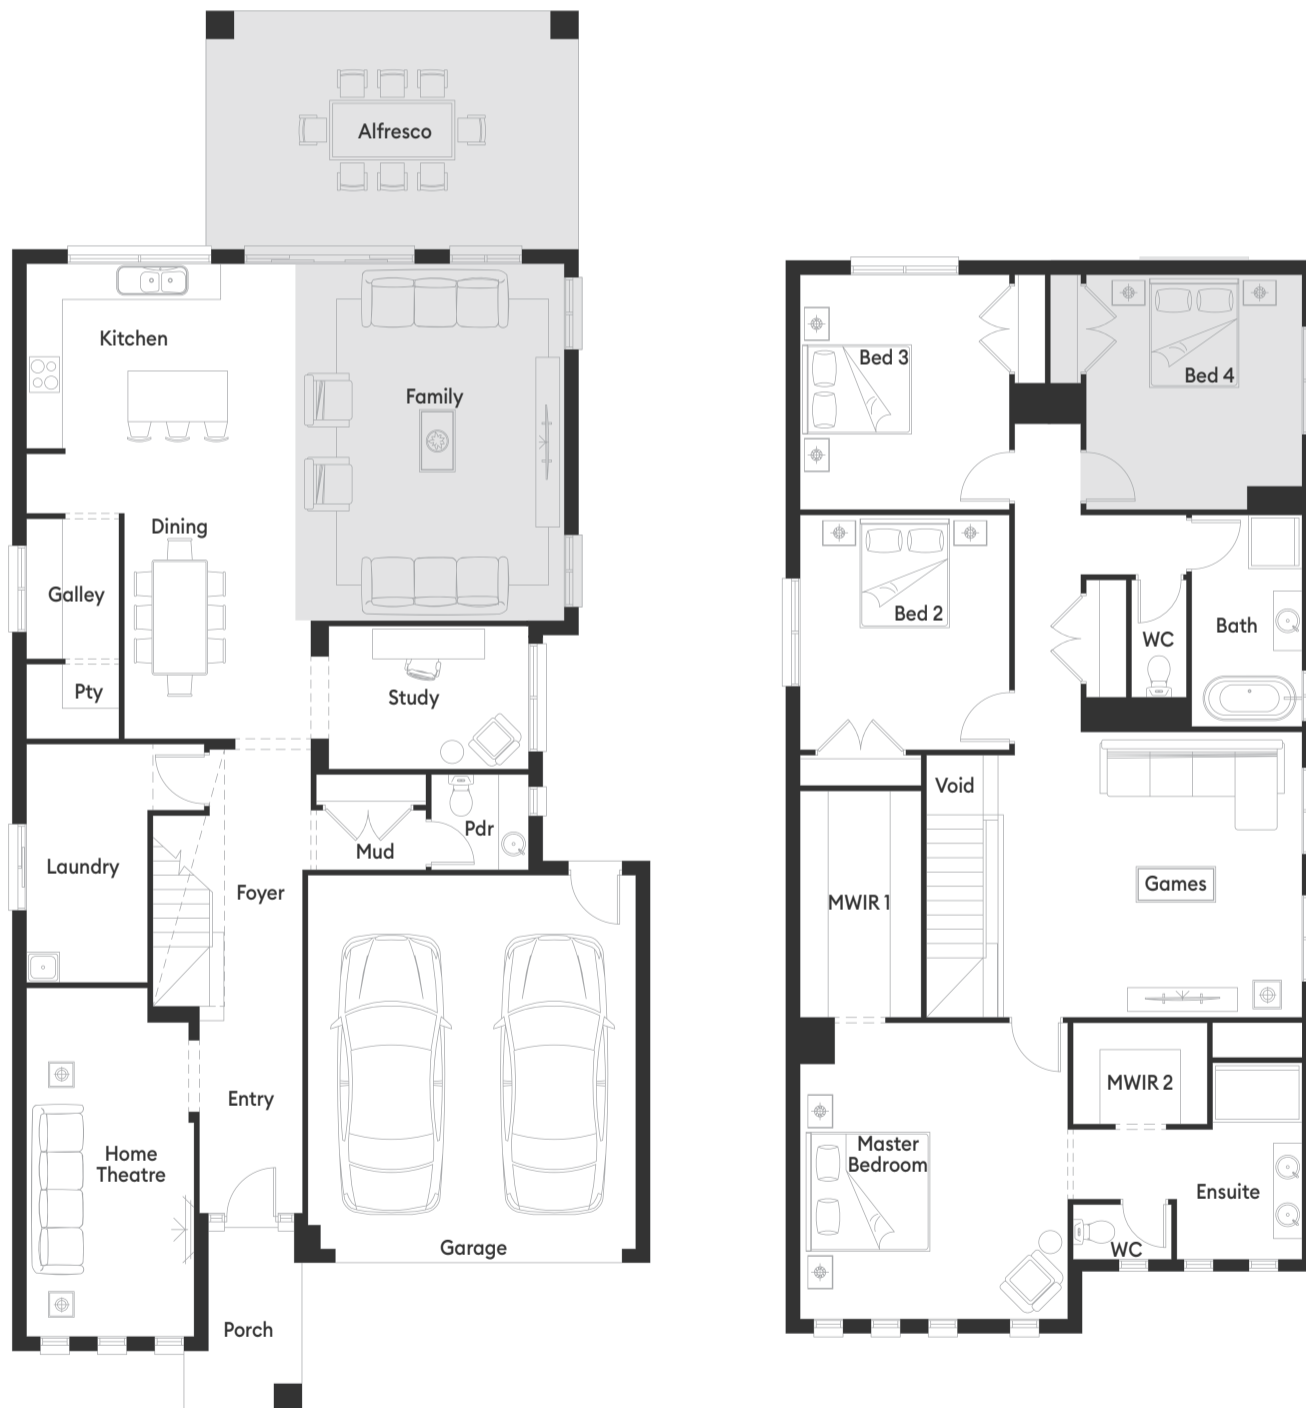 Alfresco
Kitchen
Family
Dining
Galley
Pty
Study
Laundry
Mud
Pdr
Foyer
Entry
Home
Theatre
Garage
Porch
Bed 3
Bed 4
Bed 2
WC
Bath
Void
MWIR 1
Games
MWIR 2
Master
Bedroom
Ensuite
WC